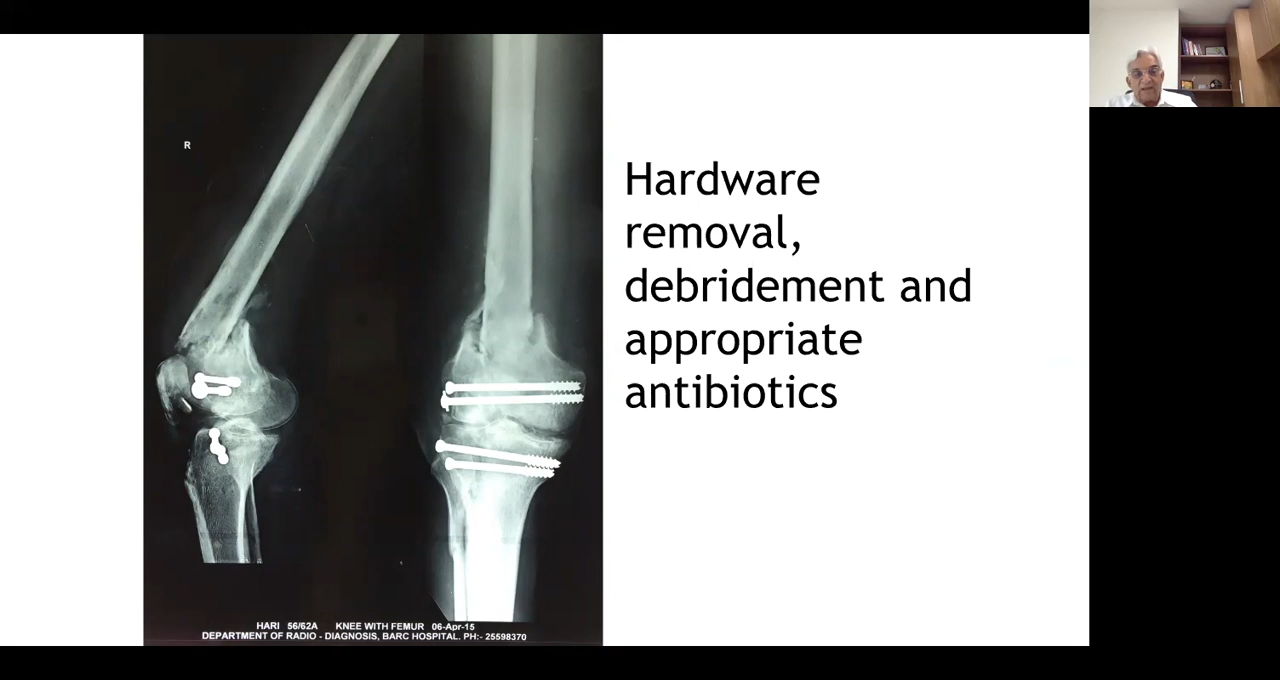 R
Hardware
removal,
debridement and
appropriate
antibiotics
HARI 56/62A KNEE WITH FEMUR 06-Apr-15
DEPARTMENT OF RADIO - DIAGNOSIS, BARC HOSPITAL. PH:- 25598370